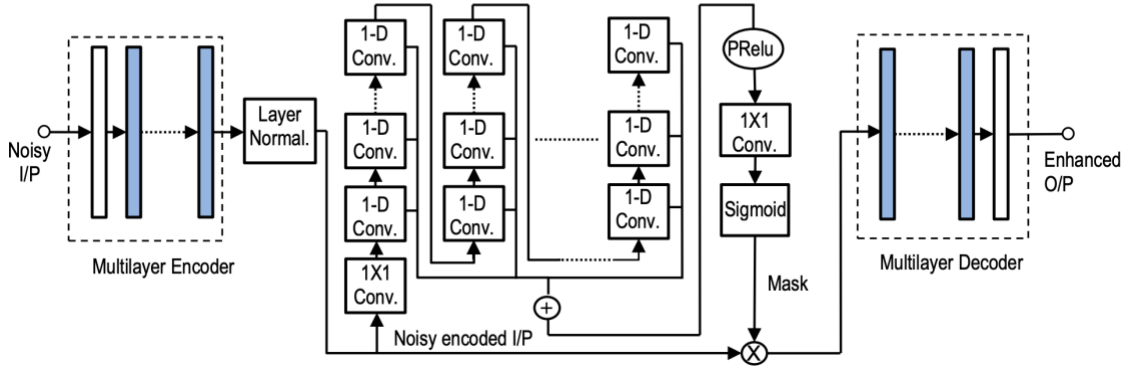 Noisy
I/P
Multilayer Encoder
Layer
Normal.
1-D
Conv.
1-D
Conv.
1-D
Conv.
1X1
Conv.
1-D
Conv.
1-D
Conv.
1-D
Conv.
1-D
Conv.
1-D
Conv.
1-D
Conv.
+
Noisy encoded I/P
PRelu
1X1
Conv.
Sigmoid
Mask
X
Multilayer Decoder
Enhanced
O/P